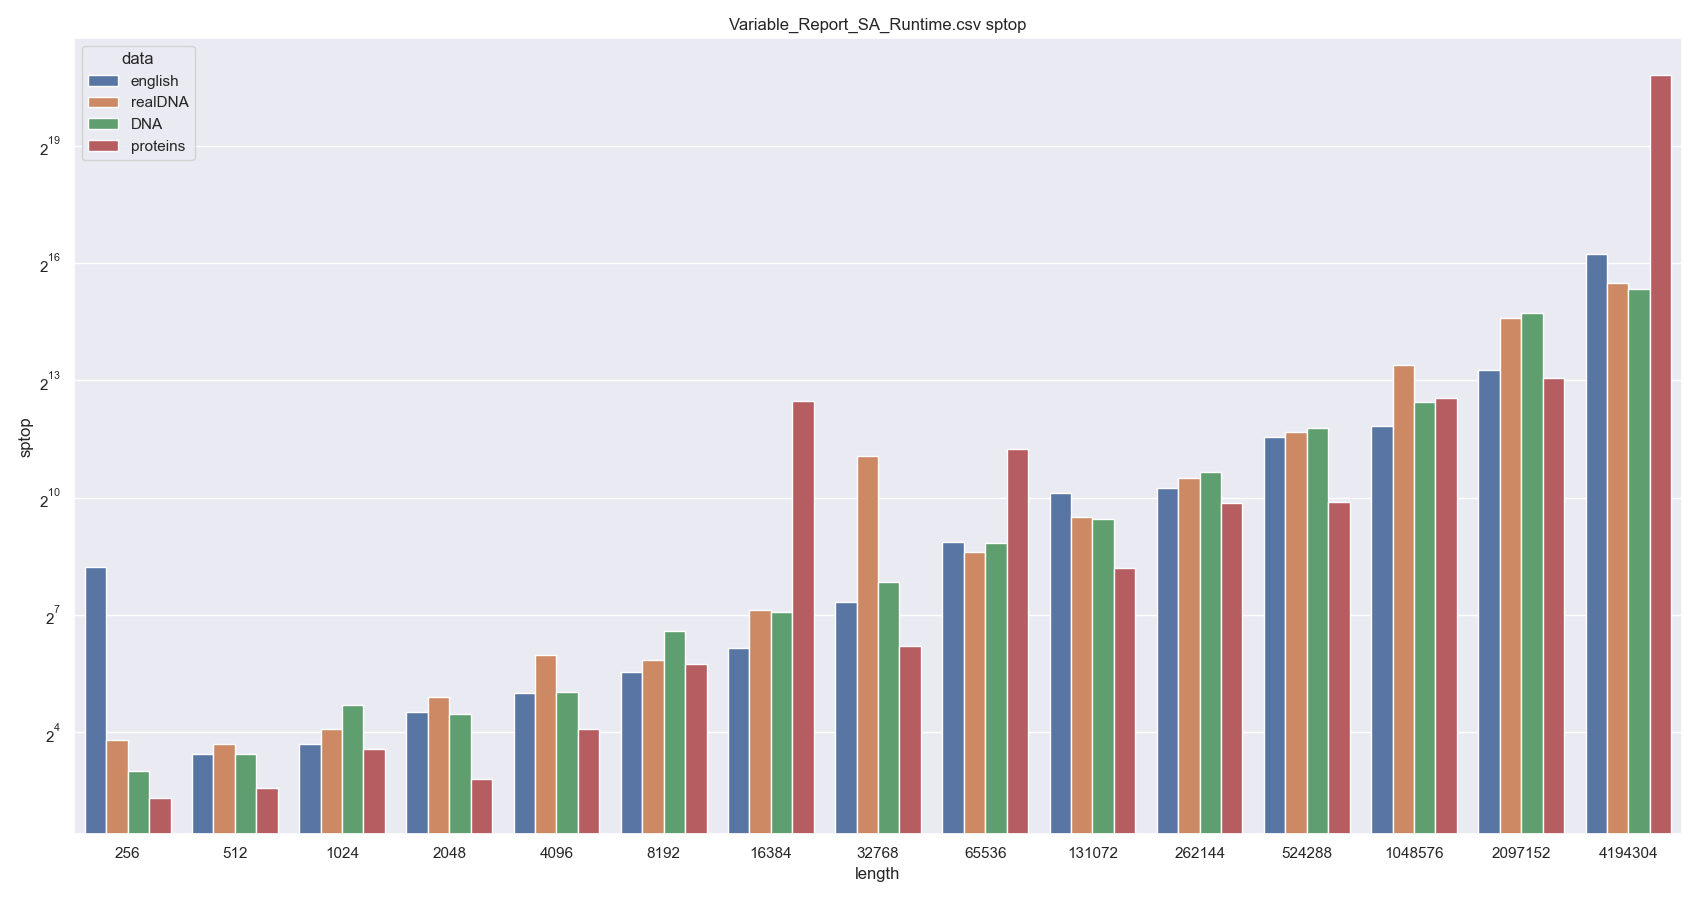 Variable_Report_SA_Runtime.csv sptop
data
english
realDNA
DNA
proteins
2^19
2^16
2^13
2^10
2^7
2^4
sptop
256 512 1024 2048 4096 8192 16384 32768 65536 131072 262144 524288 1048576 2097152 4194304
length